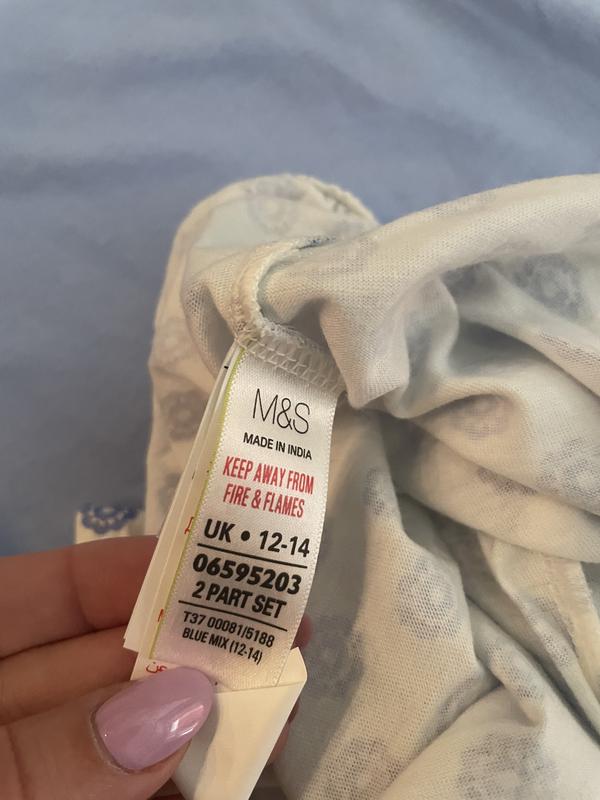 M&S
MADE IN INDIA
KEEP AWAY FROM
FIRE & FLAMES
UK • 12-14
06595203
2 PART SET
T37 00081/5188
BLUE MIX (12-14)